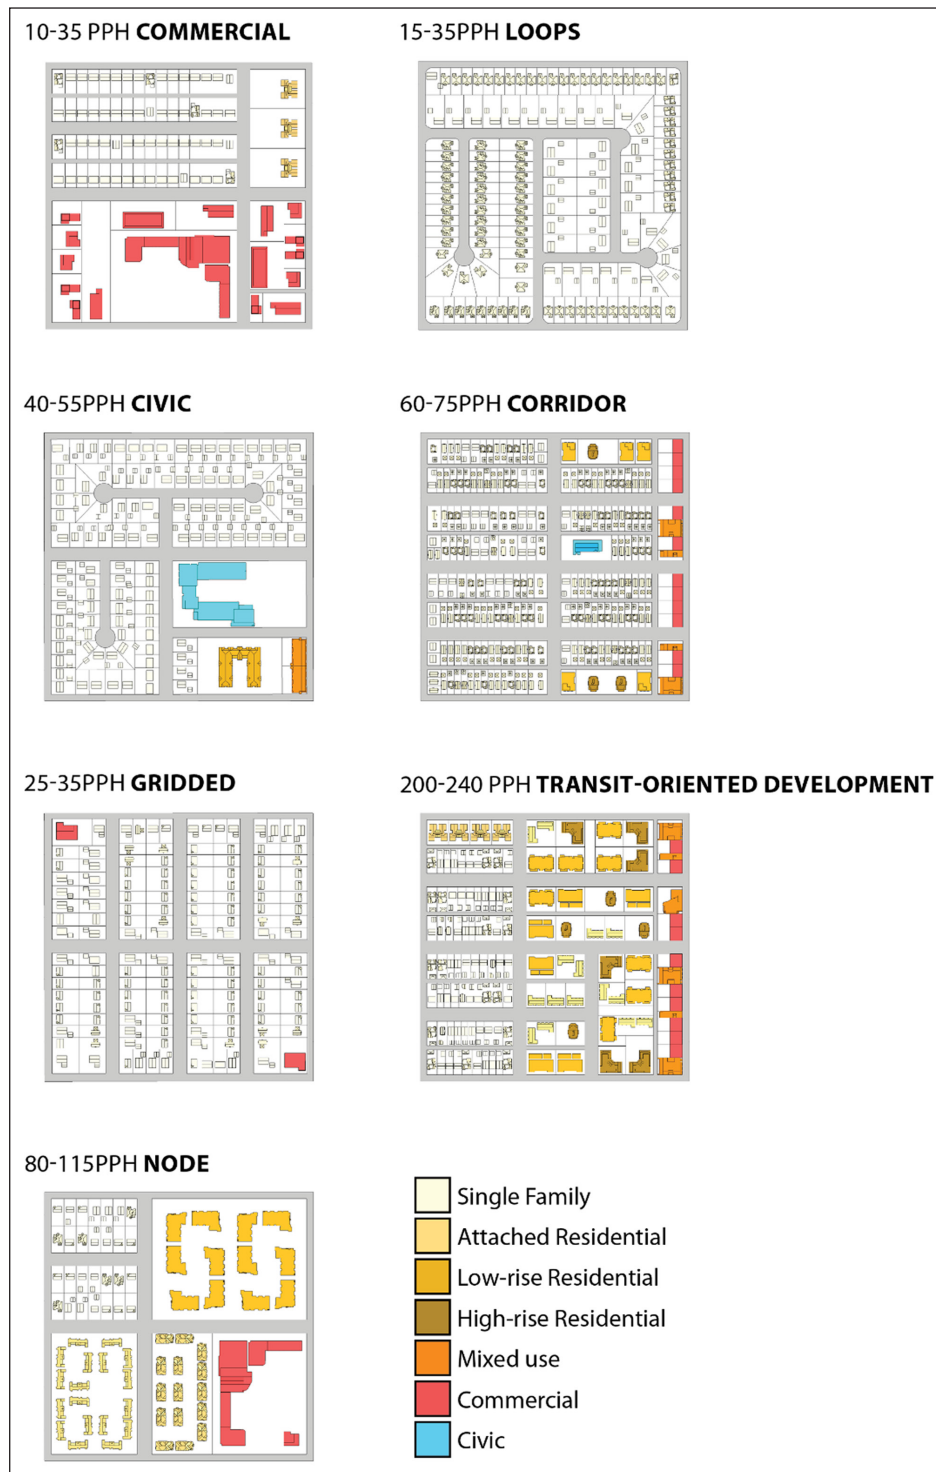 10-35 PPH COMMERCIAL
15-35PPH LOOPS
40-55PPH CIVIC
60-75PPH CORRIDOR
25-35PPH GRIDDED
200-240 PPH TRANSIT-ORIENTED DEVELOPMENT
80-115PPH NODE
Single Family
Attached Residential
Low-rise Residential
High-rise Residential
Mixed use
Commercial
Civic